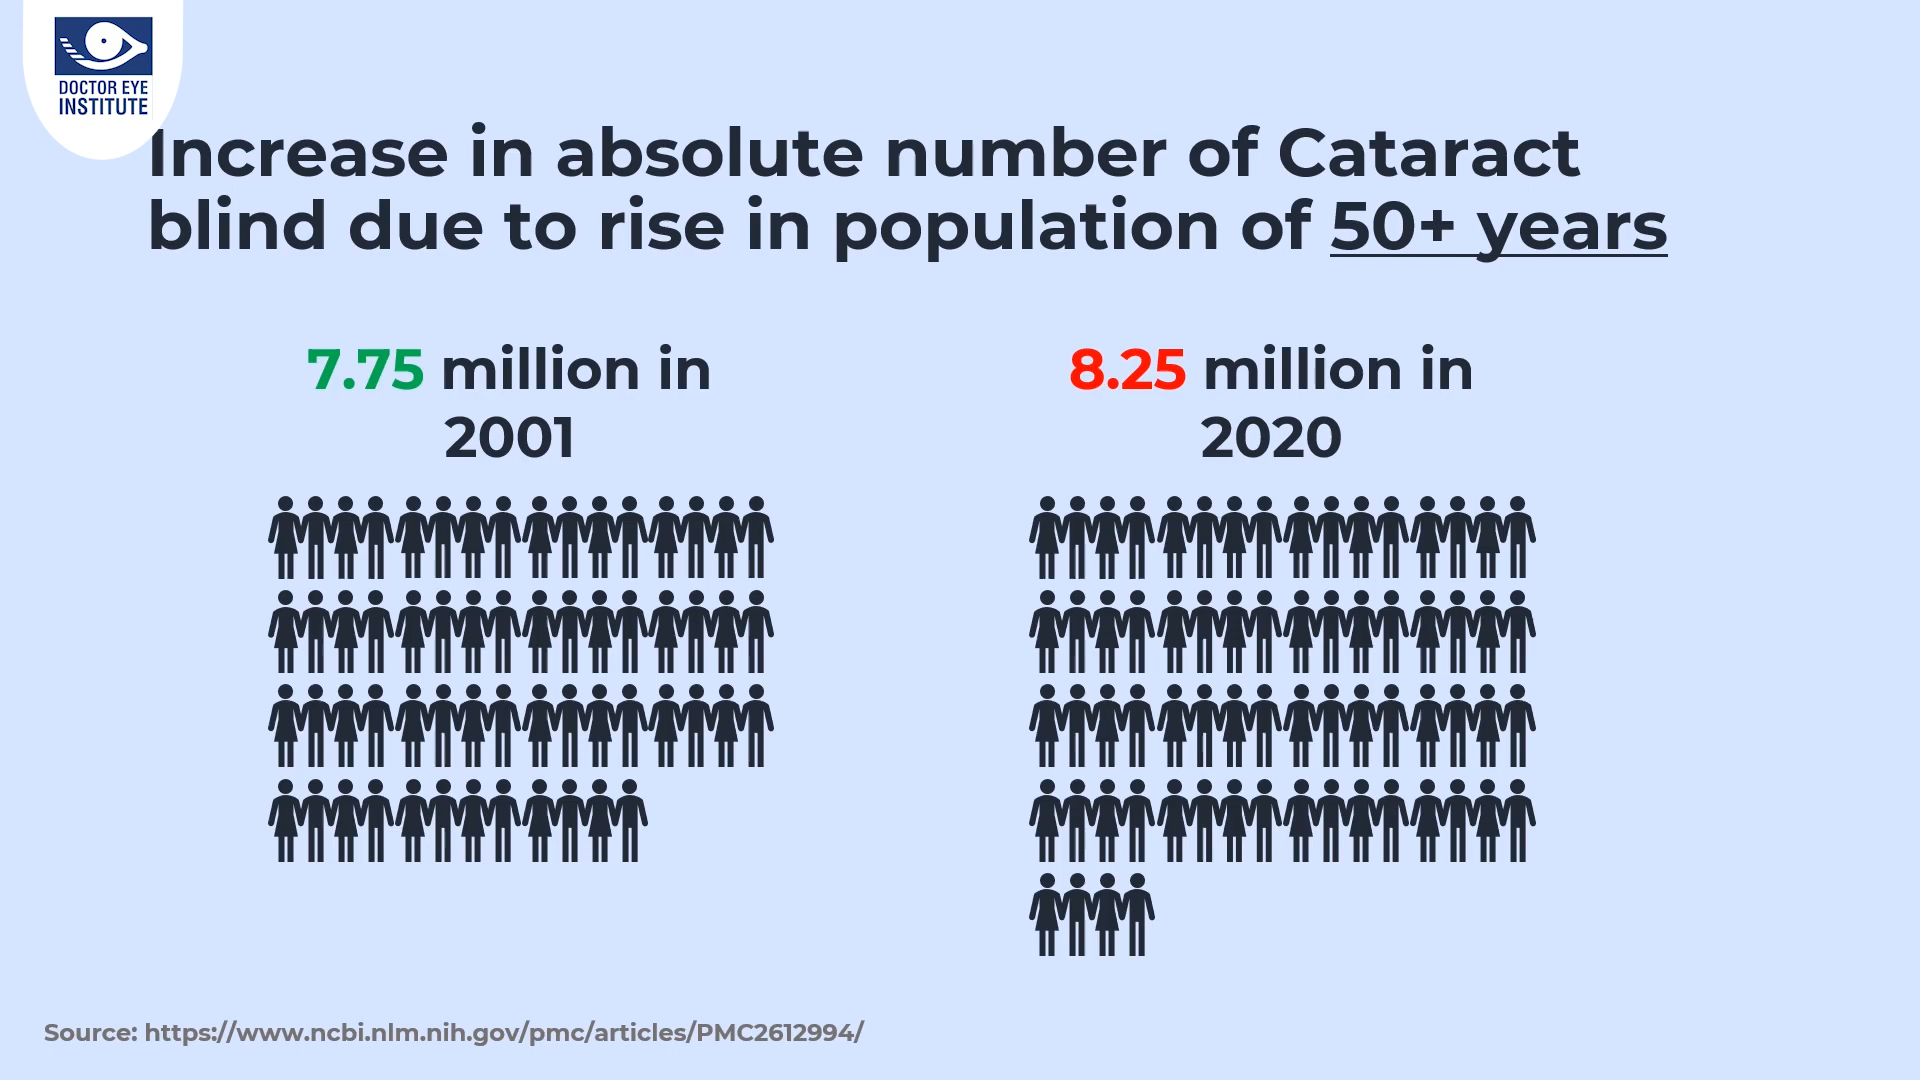 DOCTOR EYE
INSTITUTE
Increase in absolute number of Cataract
blind due to rise in population of 50+ years
7.75 million in
2001
8.25 million in
2020
Source: https://www.ncbi.nlm.nih.gov/pmc/articles/PMC2612994/